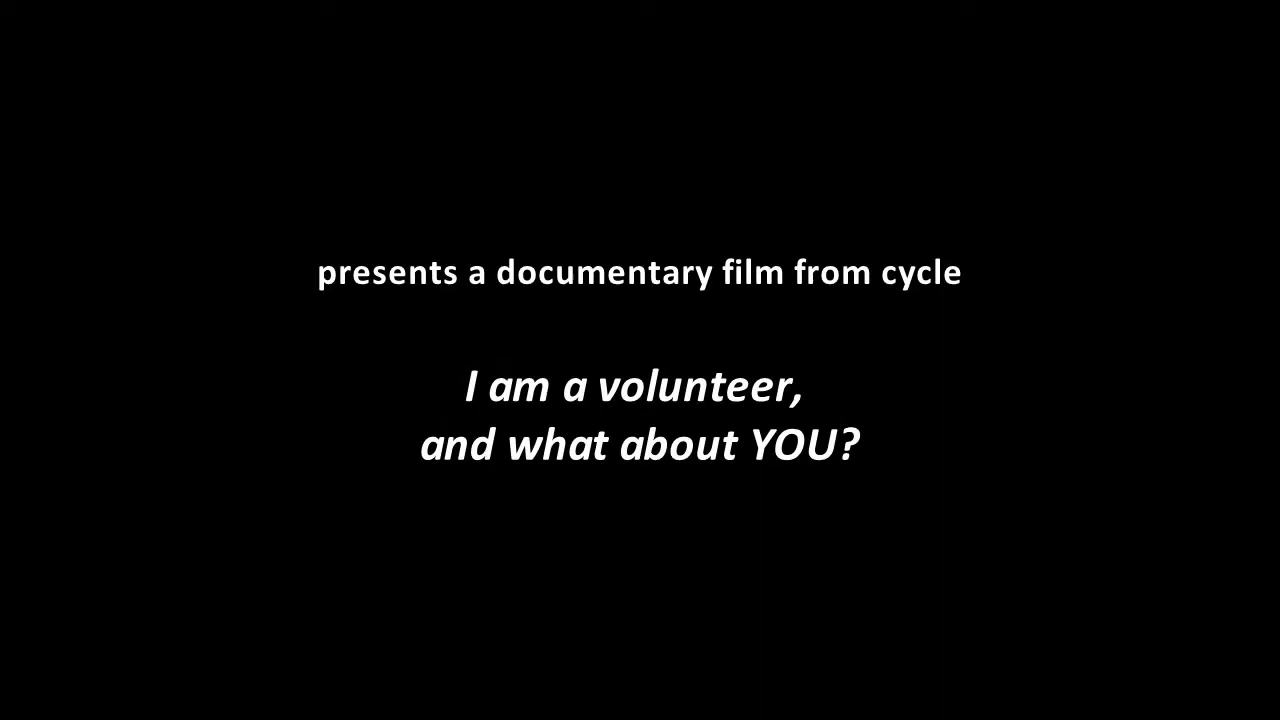 presents a documentary film from cycle
I am a volunteer,
and what about YOU?